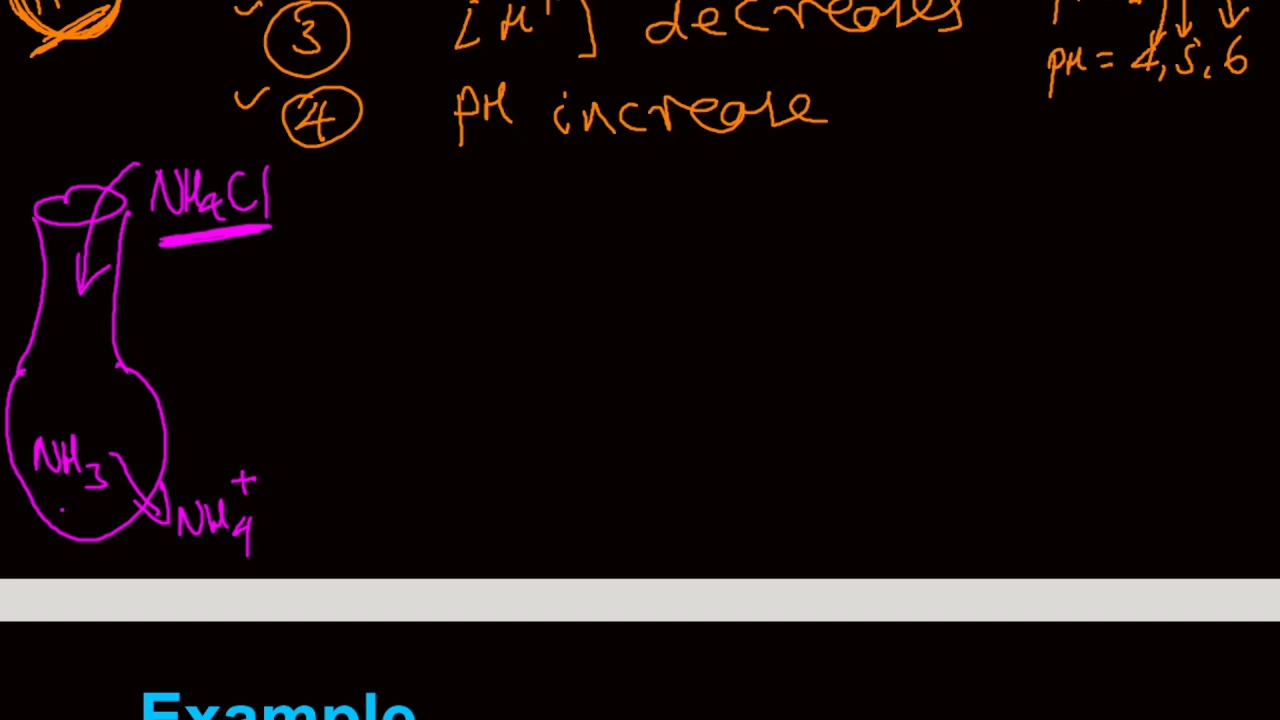 3 [H⁺] decreases
pH = 4, 5, 6
4 pH increase
NH4Cl
NH3
NH4+
Example